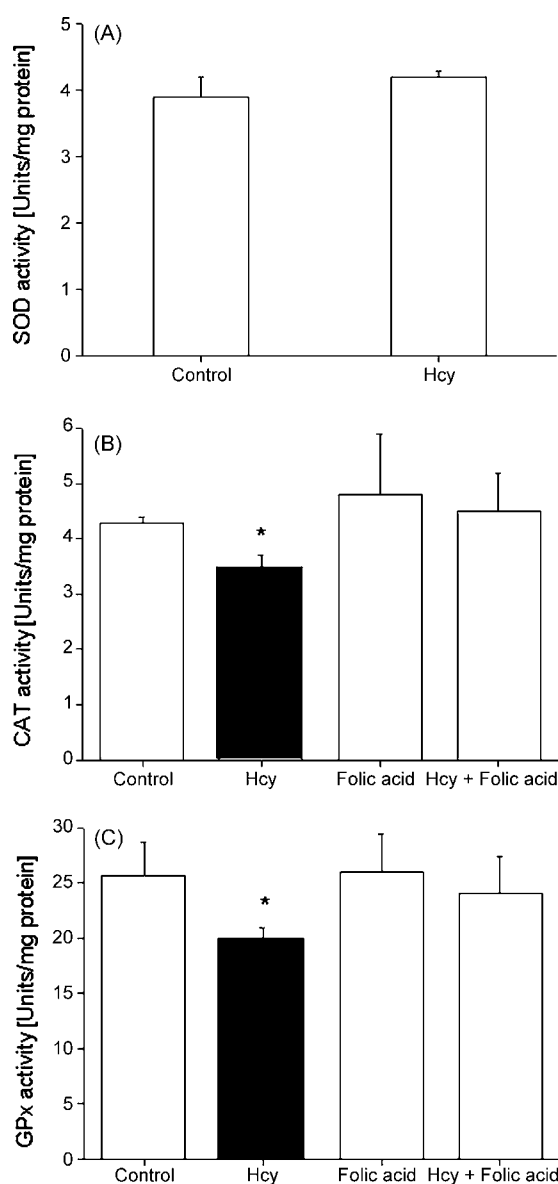 (A)
SOD activity [Units/mg protein]
5
4
3
2
1
0
Control Hcy
(B)
CAT activity [Units/mg protein]
6
5
4
3
2
1
0
*
Control Hcy Folic acid Hcy + Folic acid
(C)
GPx activity [Units/mg protein]
30
25
20
15
10
5
0
*
Control Hcy Folic acid Hcy + Folic acid